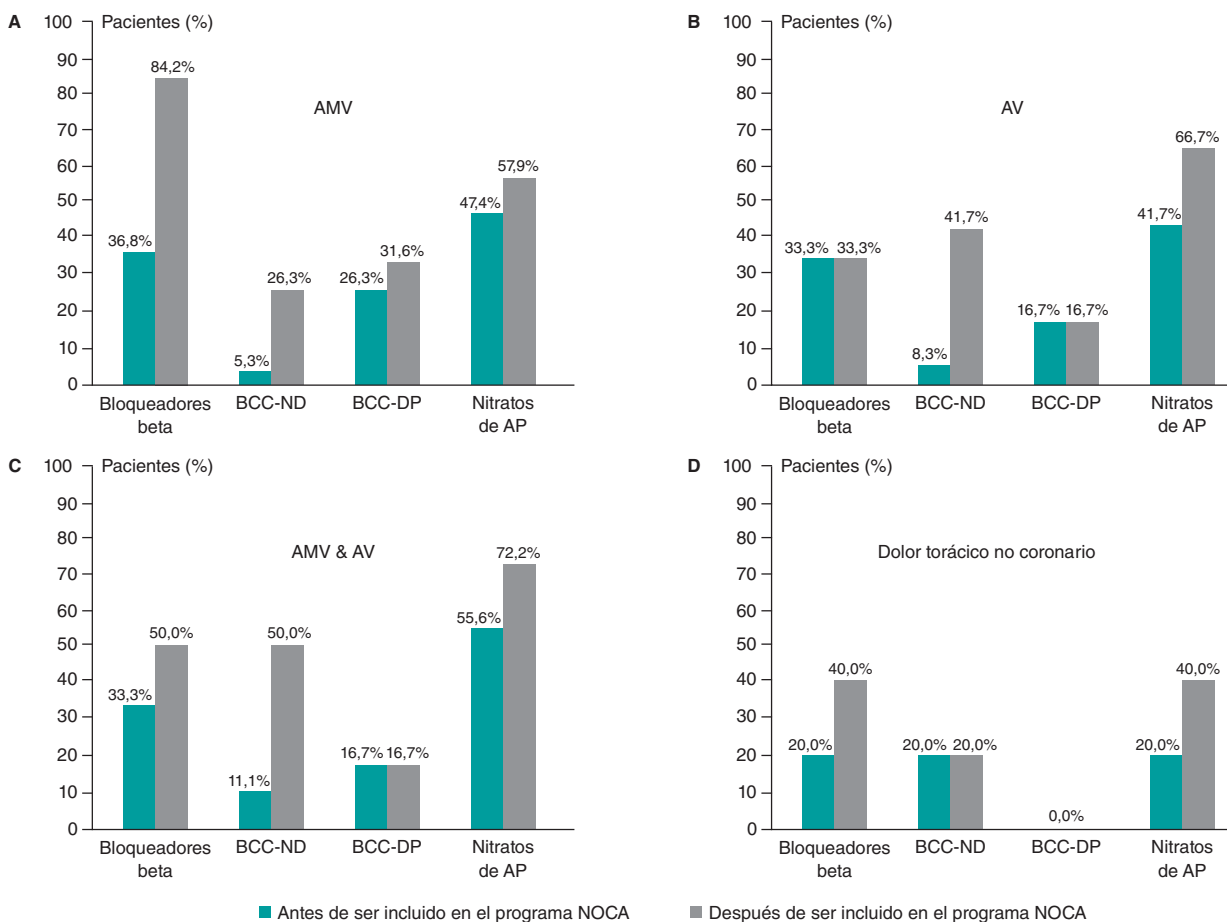 A
Pacientes (%)
AMV
100
90
80
70
60
50
40
30
20
10
0
36,8%
84,2%
5,3%
26,3%
26,3%
31,6%
47,4%
57,9%
Bloqueadores
beta
BCC-ND
BCC-DP
Nitratos
de AP
B
Pacientes (%)
AV
100
90
80
70
60
50
40
30
20
10
0
33,3%
33,3%
8,3%
41,7%
16,7%
16,7%
41,7%
66,7%
Bloqueadores
beta
BCC-ND
BCC-DP
Nitratos
de AP
C
Pacientes (%)
AMV & AV
100
90
80
70
60
50
40
30
20
10
0
33,3%
50,0%
11,1%
50,0%
16,7%
16,7%
55,6%
72,2%
Bloqueadores
beta
BCC-ND
BCC-DP
Nitratos
de AP
D
Pacientes (%)
Dolor torácico no coronario
100
90
80
70
60
50
40
30
20
10
0
20,0%
40,0%
20,0%
20,0%
0,0%
20,0%
40,0%
Bloqueadores
beta
BCC-ND
BCC-DP
Nitratos
de AP
Antes de ser incluido en el programa NOCA
Después de ser incluido en el programa NOCA